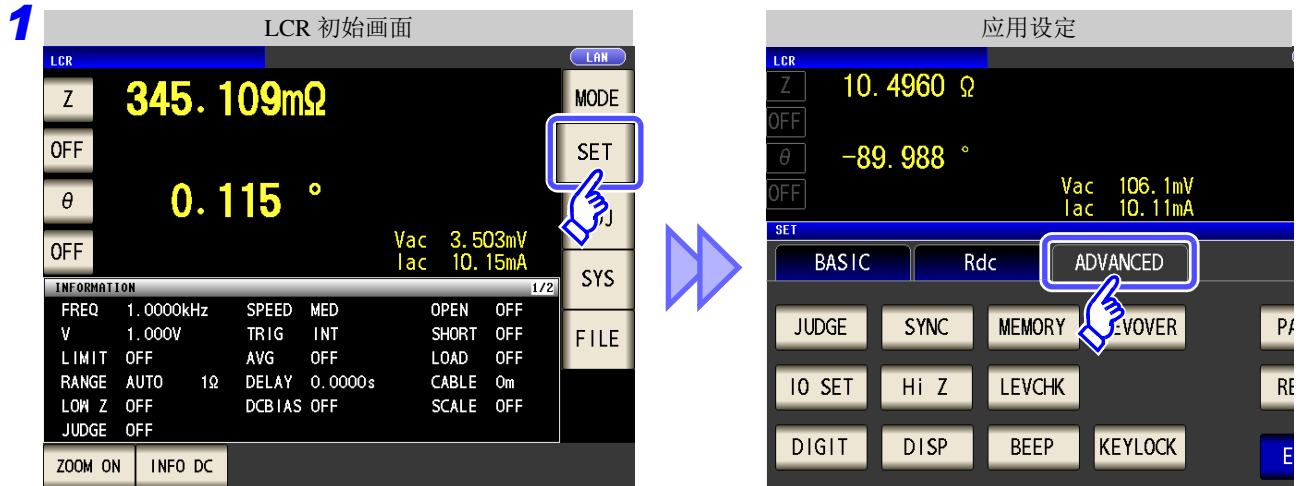 1
LCR 初始画面
LCR
LAN
Z 345.109mΩ
MODE
OFF
SET
θ 0.115 °
OFF
Vac 3.503mV
Iac 10.15mA
SYS
FILE
INFORMATION 1/2
FREQ 1.0000kHz SPEED MED OPEN OFF
V 1.000V TRIG INT SHORT OFF
LIMIT OFF AVG OFF LOAD OFF
RANGE AUTO 1Ω DELAY 0.0000s CABLE 0m
LOW Z OFF DCBIAS OFF SCALE OFF
JUDGE OFF
ZOOM ON INFO DC
应用设定
LCR
Z 10.4960 Ω
OFF
θ -89.988 °
OFF
Vac 106.1mV
Iac 10.11mA
SET
BASIC Rdc ADVANCED
JUDGE SYNC MEMORY
IO SET Hi Z LEVCHK
DIGIT DISP BEEP KEYLOCK